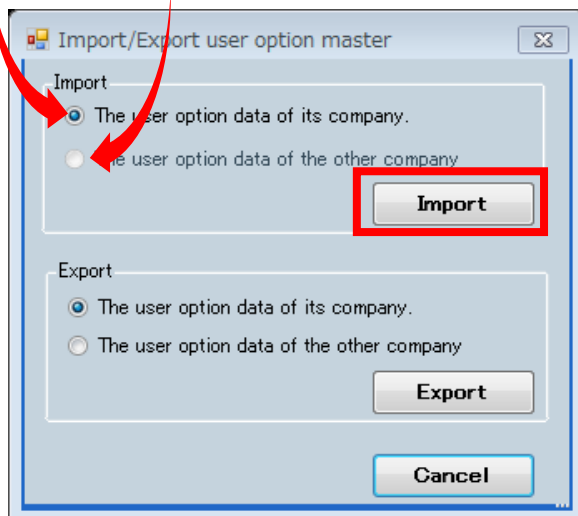 Import/Export user option master
Import
The user option data of its company.
The user option data of the other company
Import
Export
The user option data of its company.
The user option data of the other company
Export
Cancel